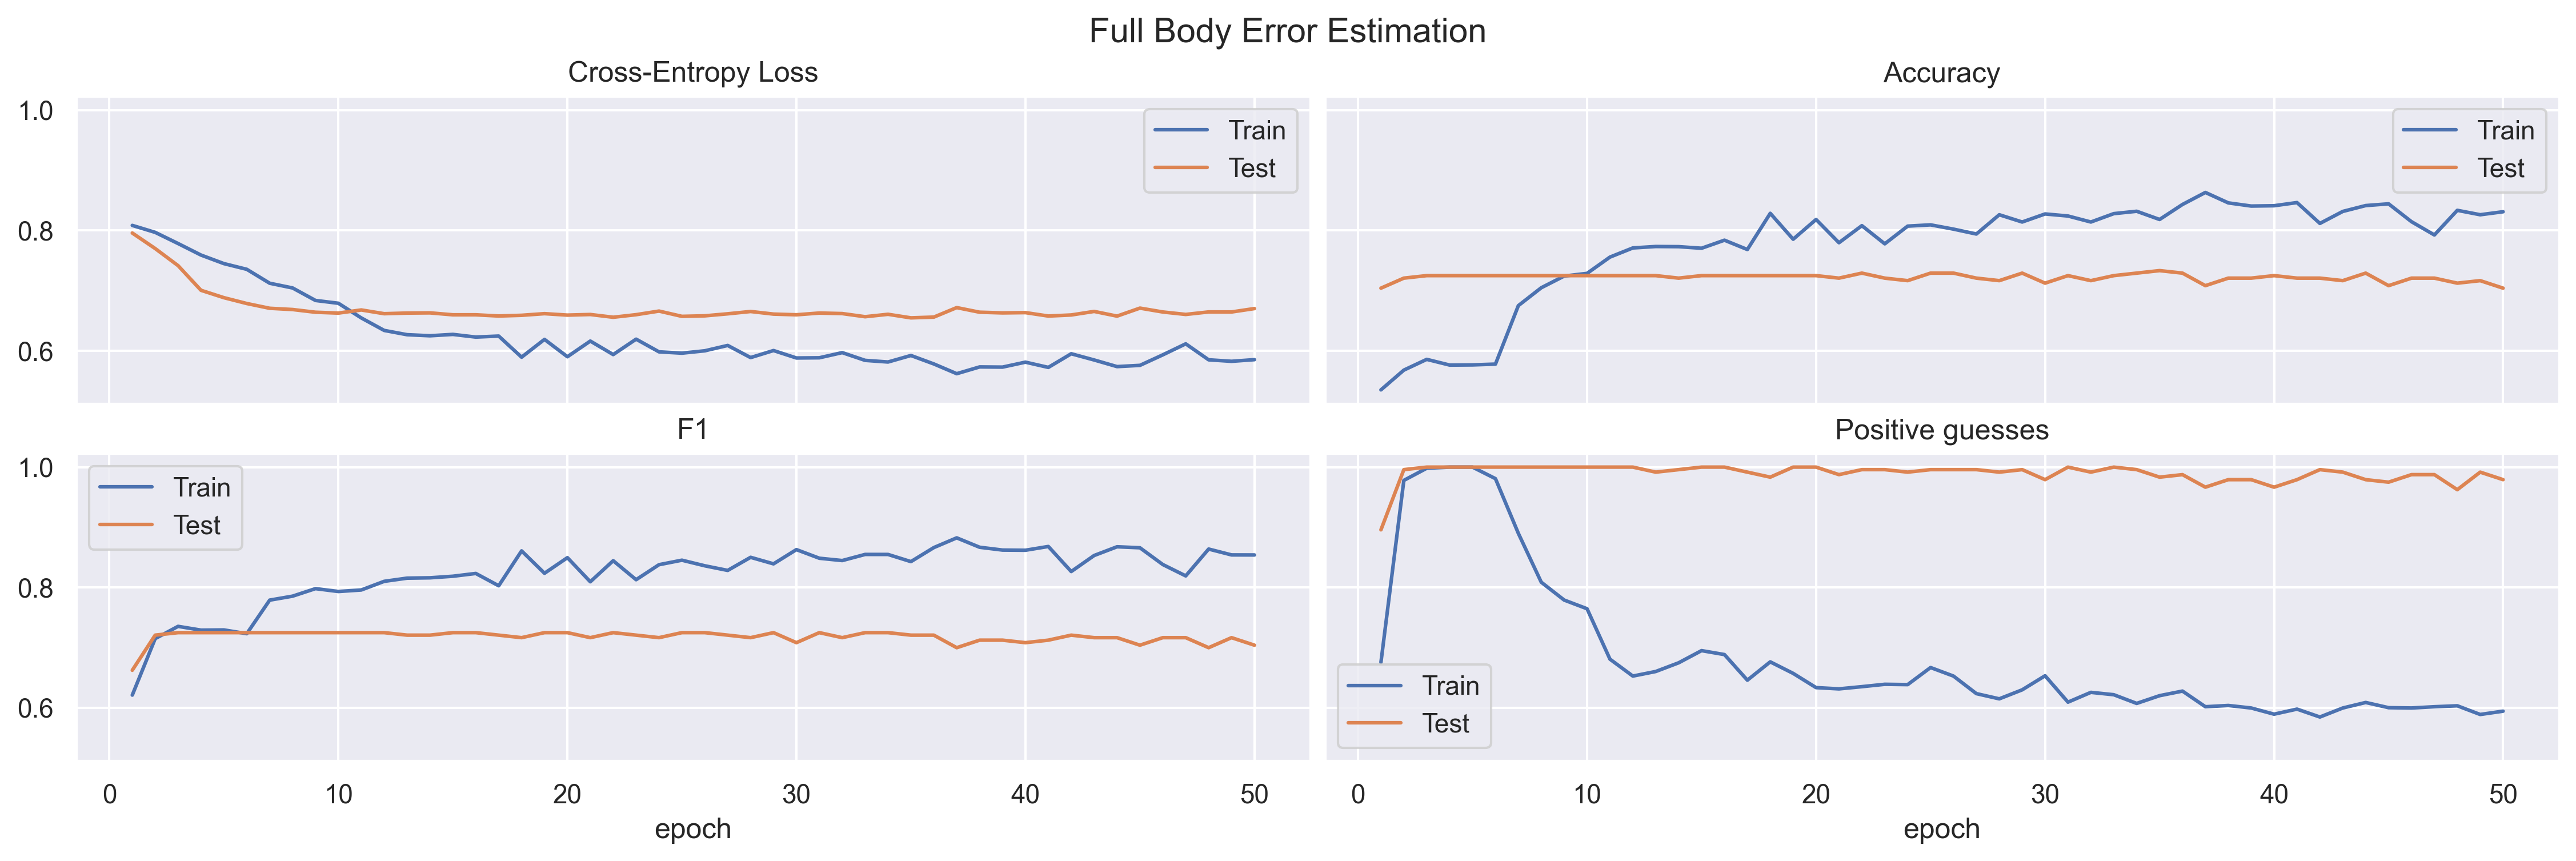 Full Body Error Estimation
Cross-Entropy Loss
1.0
0.8
0.6
Train
Test
Accuracy
Train
Test
F1
1.0
0.8
0.6
Train
Test
0 10 20 30 40 50
epoch
Positive guesses
Train
Test
0 10 20 30 40 50
epoch